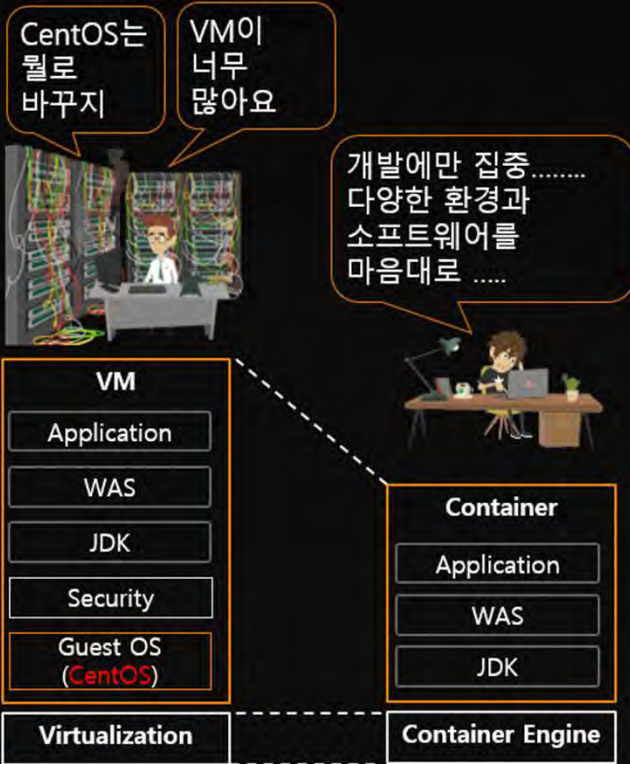 CentOS는
뭘로
바꾸지
VM이
너무
많아요
개발에만 집중........
다양한 환경과
소프트웨어를
마음대로 .....
VM
Application
WAS
JDK
Security
Guest OS
(CentOS)
Virtualization
Container
Application
WAS
JDK
Container Engine